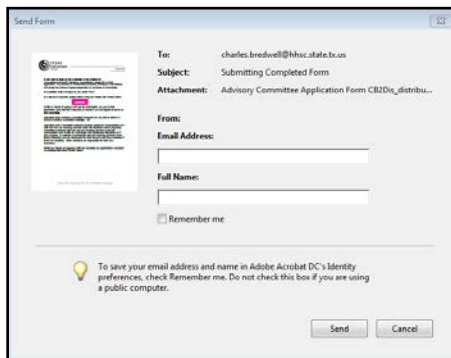 Send Form
To: charles.bredwell@hhsc.state.tx.us
Subject: Submitting Completed Form
Attachment: Advisory Committee Application Form CB2Dis_distribu...
From:
Email Address:
Full Name:
Remember me
To save your email address and name in Adobe Acrobat DC's Identity
preferences, check Remember me. Do not check this box if you are using
a public computer.
Send Cancel